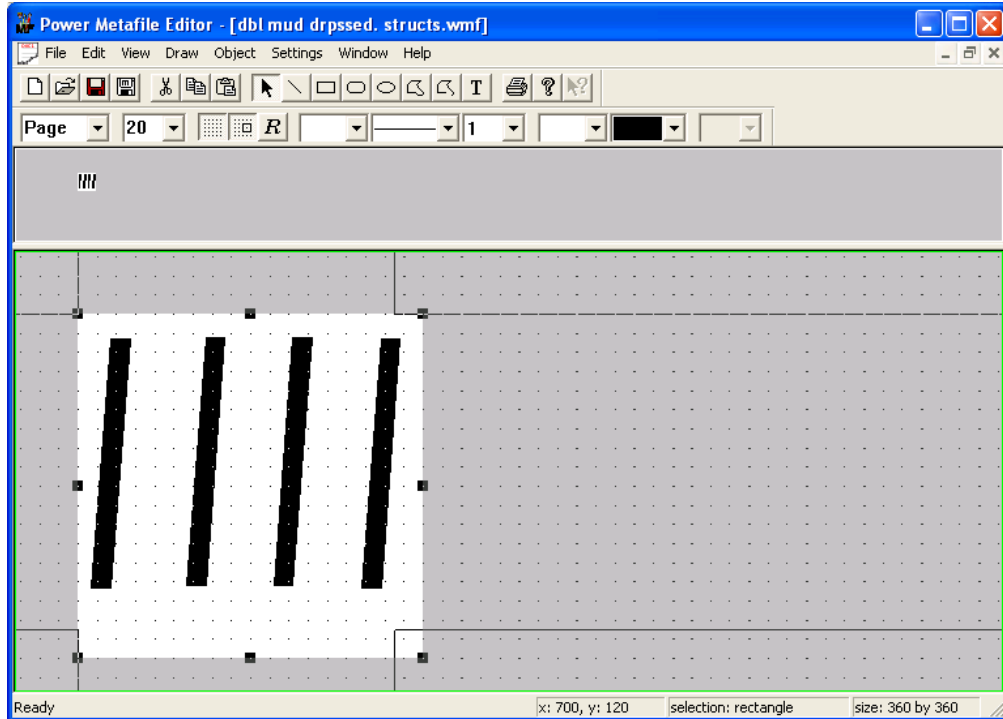 Power Metafile Editor - [dbl mud drpssed. structs.wmf]
File Edit View Draw Object Settings Window Help
T
Page 20 R 1
Ready x: 700, y: 120 selection: rectangle size: 360 by 360